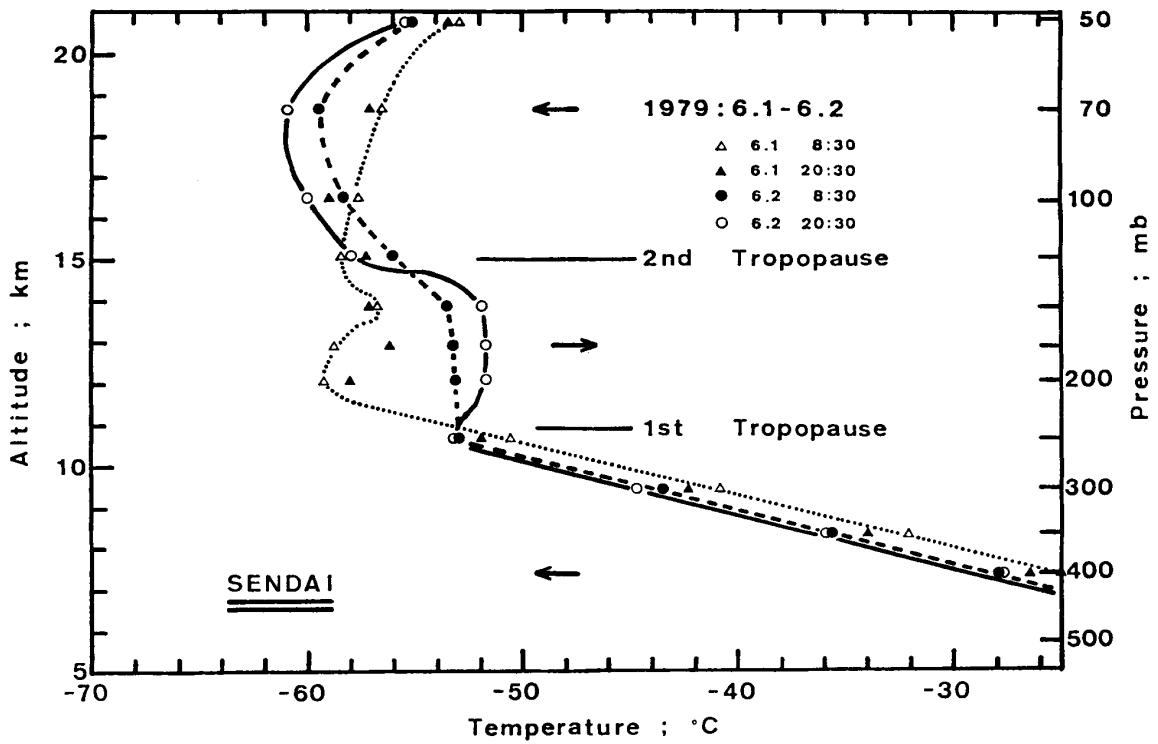 20
15
10
5
Altitude ; km
-70
-60
-50
-40
-30
Temperature ; °C
50
70
100
200
300
400
500
Pressure ; mb
1979:6.1-6.2
△ 6.1 8:30
▲ 6.1 20:30
● 6.2 8:30
○ 6.2 20:30
2nd Tropopause
1st Tropopause
SENDAI